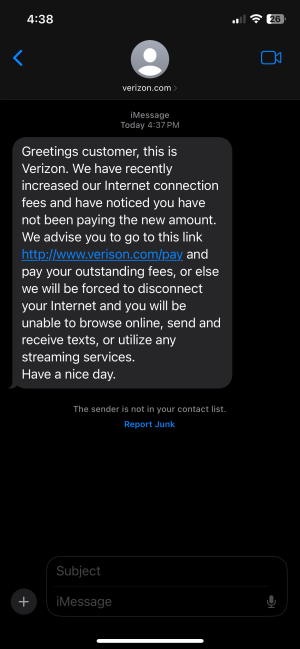 4:38
26
verizon.com
iMessage
Today 4:37 PM
Greetings customer, this is
Verizon. We have recently
increased our Internet connection
fees and have noticed you have
not been paying the new amount.
We advise you to go to this link
http://www.verison.com/pay and
pay your outstanding fees, or else
we will be forced to disconnect
your Internet and you will be
unable to browse online, send and
receive texts, or utilize any
streaming services.
Have a nice day.
The sender is not in your contact list.
Report Junk
Subject
iMessage